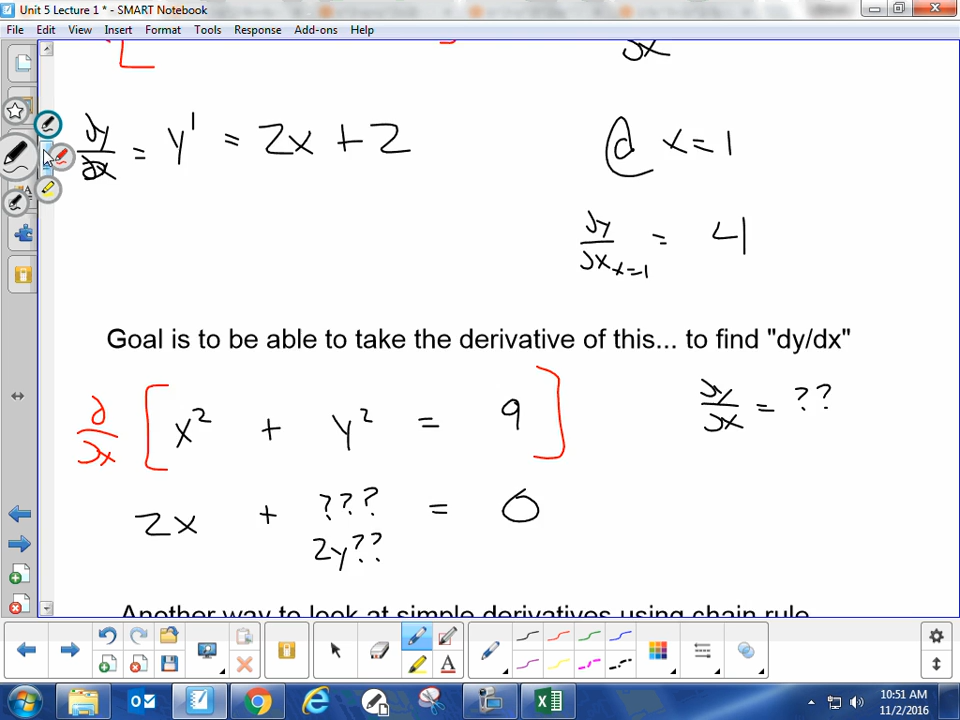 Unit 5 Lecture 1 * - SMART Notebook
File Edit View Insert Format Tools Response Add-ons Help
dx
dy/dx = y' = 2x + 2
@ x=1
dy/dx x=1 = 4
Goal is to be able to take the derivative of this... to find "dy/dx"
d/dx [ x² + y² = 9 ]
dy/dx = ??
2x + ??? = 0
2y??
Another way to look at simple derivatives using chain rule
10:51 AM
11/2/2016